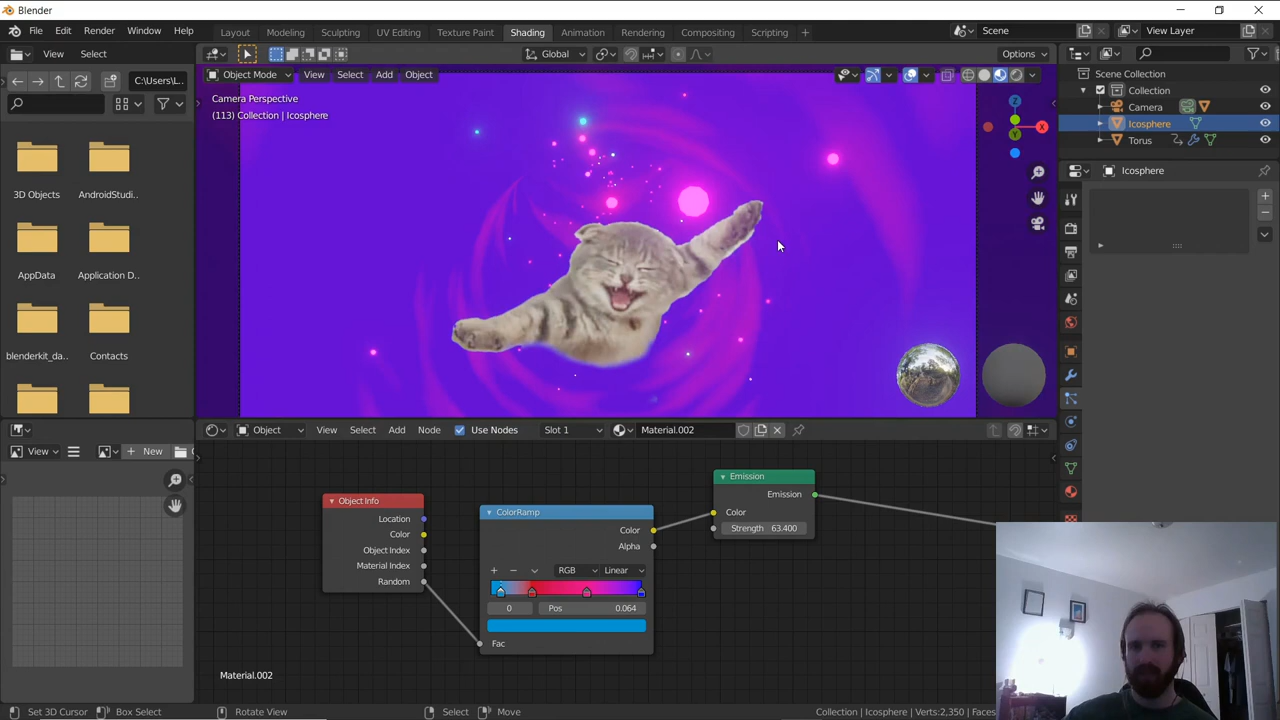 Blender
File Edit Render Window Help Layout Modeling Sculpting UV Editing Texture Paint Shading Animation Rendering Compositing Scripting + Scene View Layer
View Select Global Options
Object Mode View Select Add Object
C:\Users\L..
Camera Perspective
(113) Collection | Icosphere
3D Objects AndroidStudi..
AppData Application D..
blenderkit_da.. Contacts
Z
X
Y
Scene Collection
Collection
Camera
Icosphere
Torus
Icosphere
View + New Object View Select Add Node Use Nodes Slot 1 Material.002
Object Info
Location
Color
Object Index
Material Index
Random
ColorRamp
Color
Alpha
+ − RGB Linear
0 Pos 0.064
Fac
Emission
Emission
Color
Strength 63.400
Material.002
Set 3D Cursor Box Select Rotate View Select Move Collection | Icosphere | Verts:2,350 | Faces